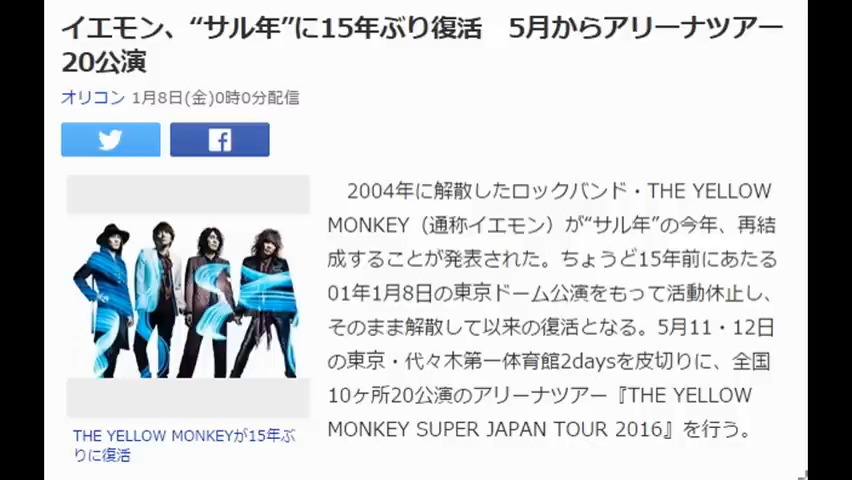 イエモン、“サル年”に15年ぶり復活　5月からアリーナツアー
20公演
オリコン 1月8日(金)0時0分配信
2004年に解散したロックバンド・THE YELLOW
MONKEY（通称イエモン）が“サル年”の今年、再結
成することが発表された。ちょうど15年前にあたる
01年1月8日の東京ドーム公演をもって活動休止し、
そのまま解散して以来の復活となる。5月11・12日
の東京・代々木第一体育館2daysを皮切りに、全国
10ヶ所20公演のアリーナツアー『THE YELLOW
MONKEY SUPER JAPAN TOUR 2016』を行う。
THE YELLOW MONKEYが15年ぶ
りに復活